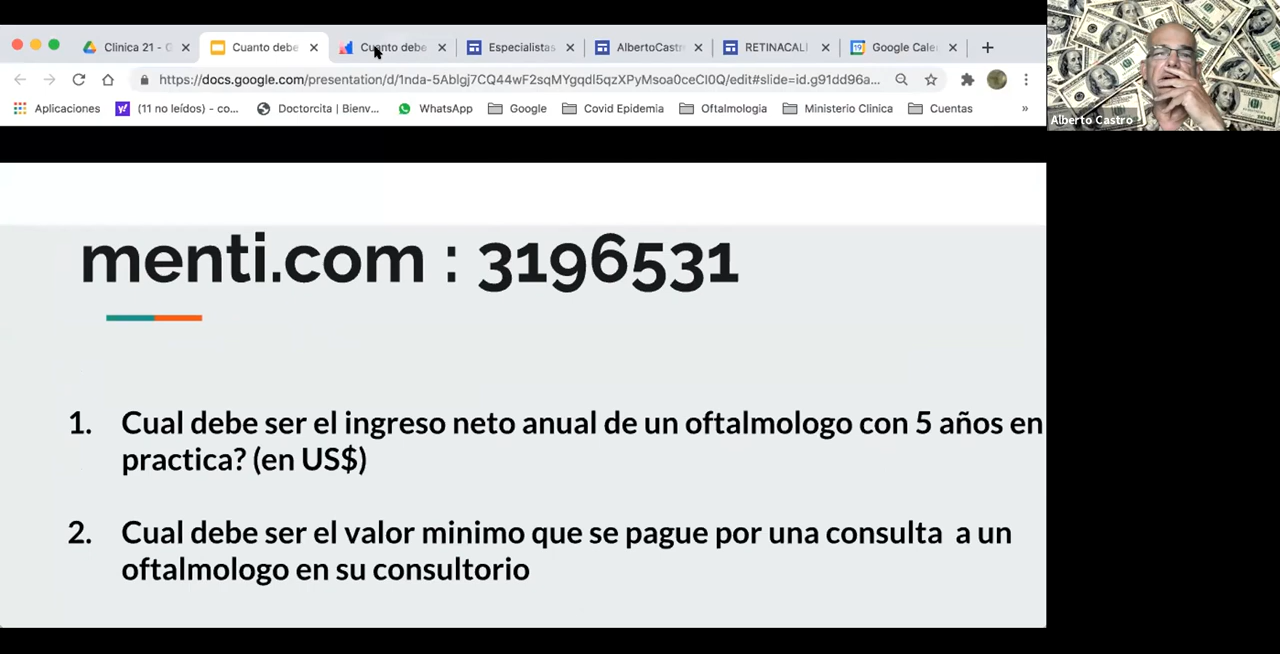 Clinica 21 - C
Cuanto debe
Cuanto debe
Especialistas
AlbertoCastr
RETINACALI
Google Cale
https://docs.google.com/presentation/d/1nda-5Ablgj7CQ44wF2sqMYgqdl5qzXPyMsoa0ceCl0Q/edit#slide=id.g91dd96a...
Aplicaciones
(11 no leídos) - co...
Doctorcita | Bienv...
WhatsApp
Google
Covid Epidemia
Oftalmologia
Ministerio Clinica
Cuentas
»
Alberto Castro
menti.com : 3196531
1. Cual debe ser el ingreso neto anual de un oftalmologo con 5 años en
practica? (en US$)
2. Cual debe ser el valor minimo que se pague por una consulta a un
oftalmologo en su consultorio